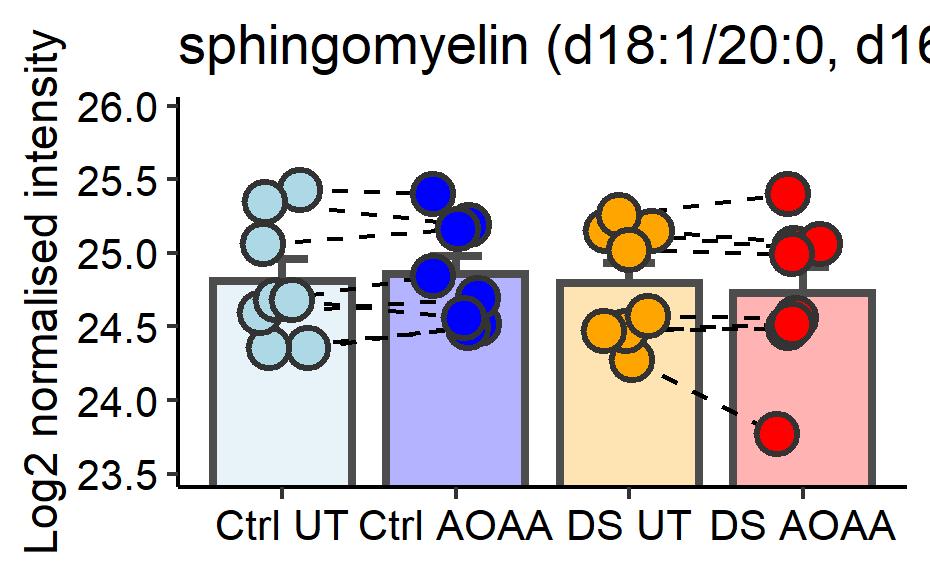 sphingomyelin (d18:1/20:0, d16
Log2 normalised intensity
26.0
25.5
25.0
24.5
24.0
23.5
Ctrl UT Ctrl AOAA DS UT DS AOAA